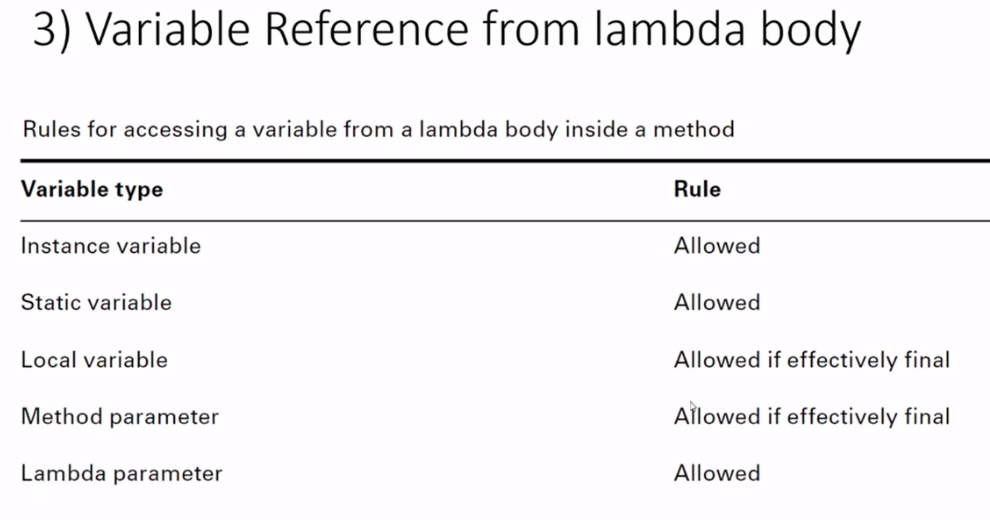 3) Variable Reference from lambda body
Rules for accessing a variable from a lambda body inside a method
Variable type Rule
Instance variable Allowed
Static variable Allowed
Local variable Allowed if effectively final
Method parameter Allowed if effectively final
Lambda parameter Allowed